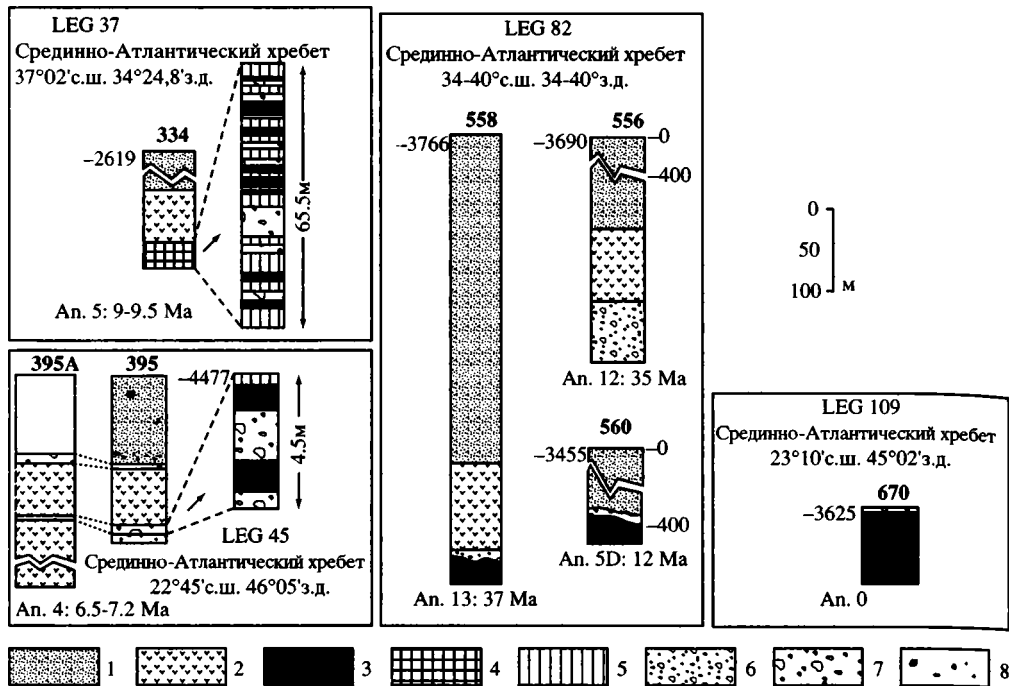 LEG 37
Срединно-Атлантический хребет
37°02'с.ш. 34°24,8'з.д.
334
–2619
65.5м
An. 5: 9-9.5 Ma
395A
395
–4477
4.5м
LEG 45
Срединно-Атлантический хребет
22°45'с.ш. 46°05'з.д.
An. 4: 6.5-7.2 Ma
LEG 82
Срединно-Атлантический хребет
34-40°с.ш. 34-40°з.д.
558
–3766
An. 13: 37 Ma
556
–3690
–0
–400
An. 12: 35 Ma
560
–3455
–0
–400
An. 5D: 12 Ma
0
50
100 м
LEG 109
Срединно-Атлантический хребет
23°10'с.ш. 45°02'з.д.
670
–3625
An. 0
1 2 3 4 5 6 7 8